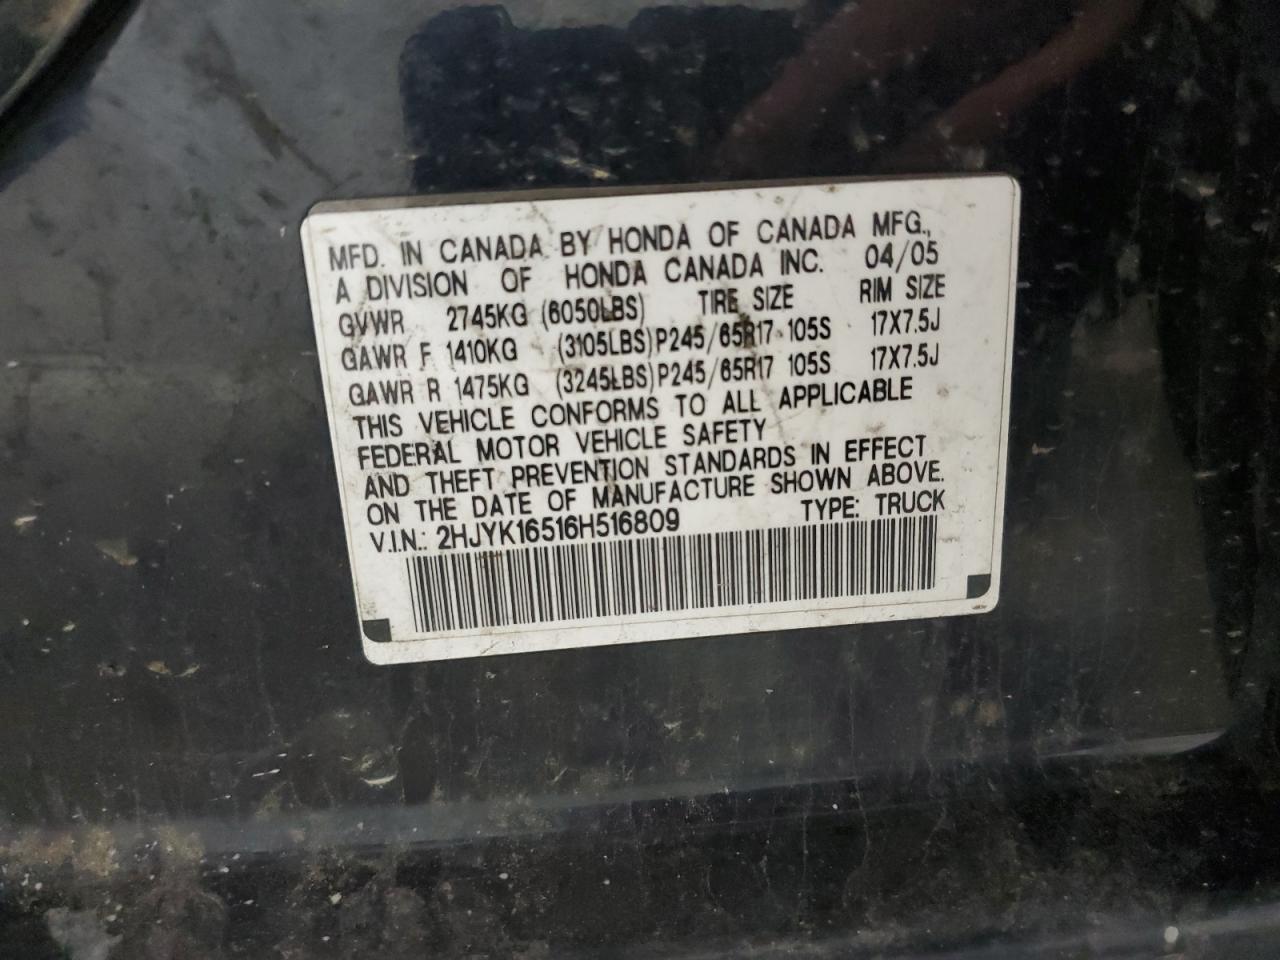 MFD. IN CANADA BY HONDA OF CANADA MFG.,
A DIVISION OF HONDA CANADA INC. 04/05
GVWR 2745KG (6050LBS) TIRE SIZE RIM SIZE
GAWR F 1410KG (3105LBS) P245/65R17 105S 17X7.5J
GAWR R 1475KG (3245LBS) P245/65R17 105S 17X7.5J
THIS VEHICLE CONFORMS TO ALL APPLICABLE
FEDERAL MOTOR VEHICLE SAFETY
AND THEFT PREVENTION STANDARDS IN EFFECT
ON THE DATE OF MANUFACTURE SHOWN ABOVE.
V.I.N.: 2HJYK16516H516809 TYPE: TRUCK